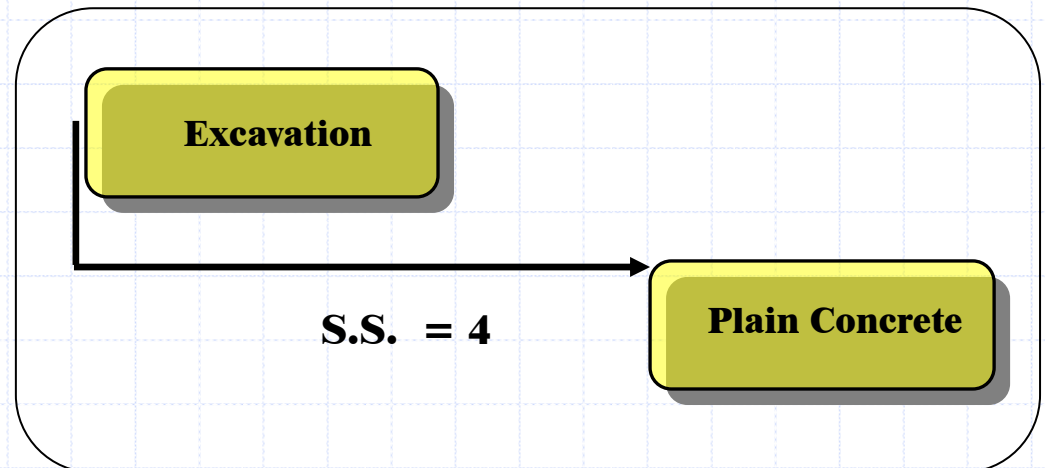 Excavation
S.S. = 4
Plain Concrete